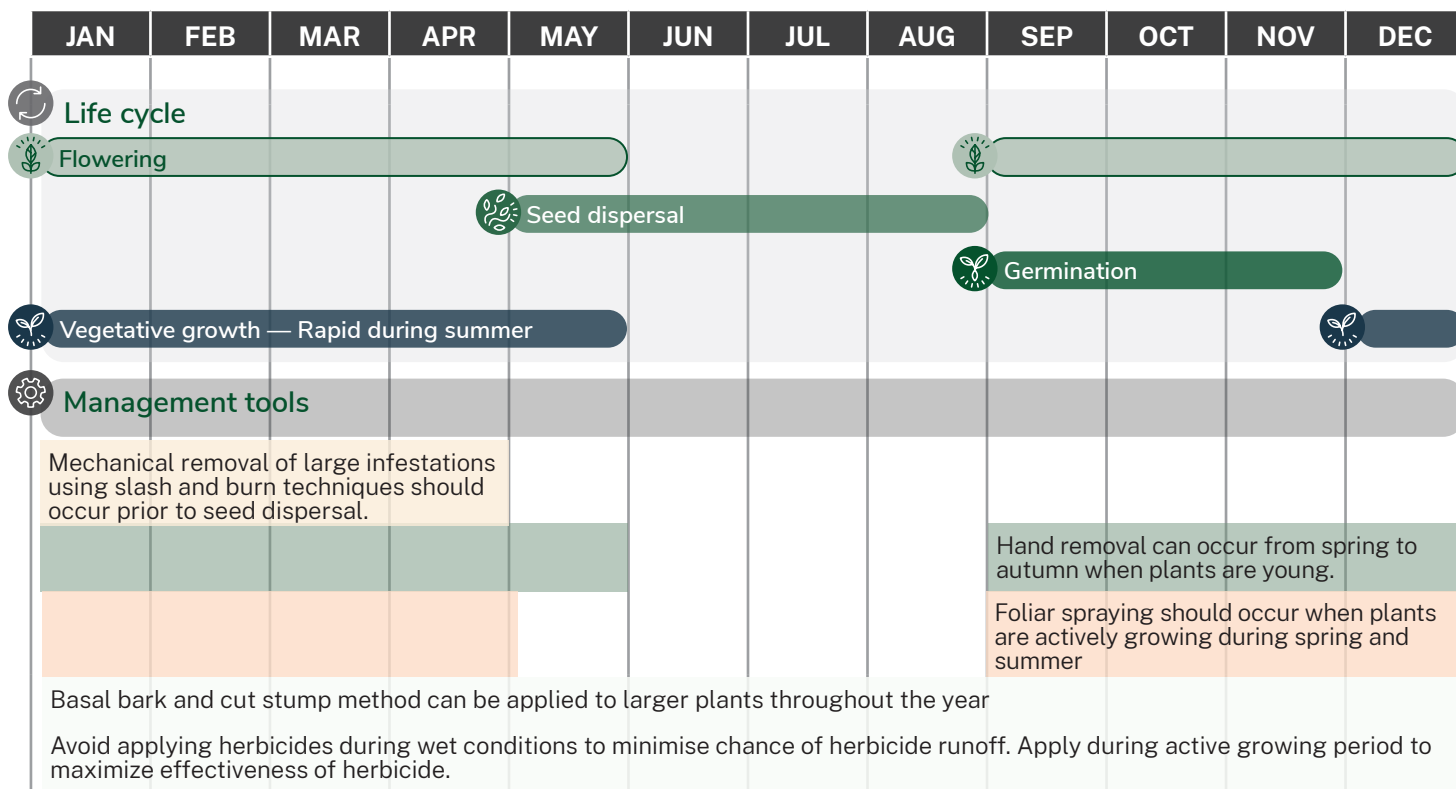 JAN FEB MAR APR MAY JUN JUL AUG SEP OCT NOV DEC
Life cycle
Flowering
Seed dispersal
Germination
Vegetative growth — Rapid during summer
Management tools
Mechanical removal of large infestations
using slash and burn techniques should
occur prior to seed dispersal.
Hand removal can occur from spring to
autumn when plants are young.
Foliar spraying should occur when plants
are actively growing during spring and
summer
Basal bark and cut stump method can be applied to larger plants throughout the year
Avoid applying herbicides during wet conditions to minimise chance of herbicide runoff. Apply during active growing period to
maximize effectiveness of herbicide.